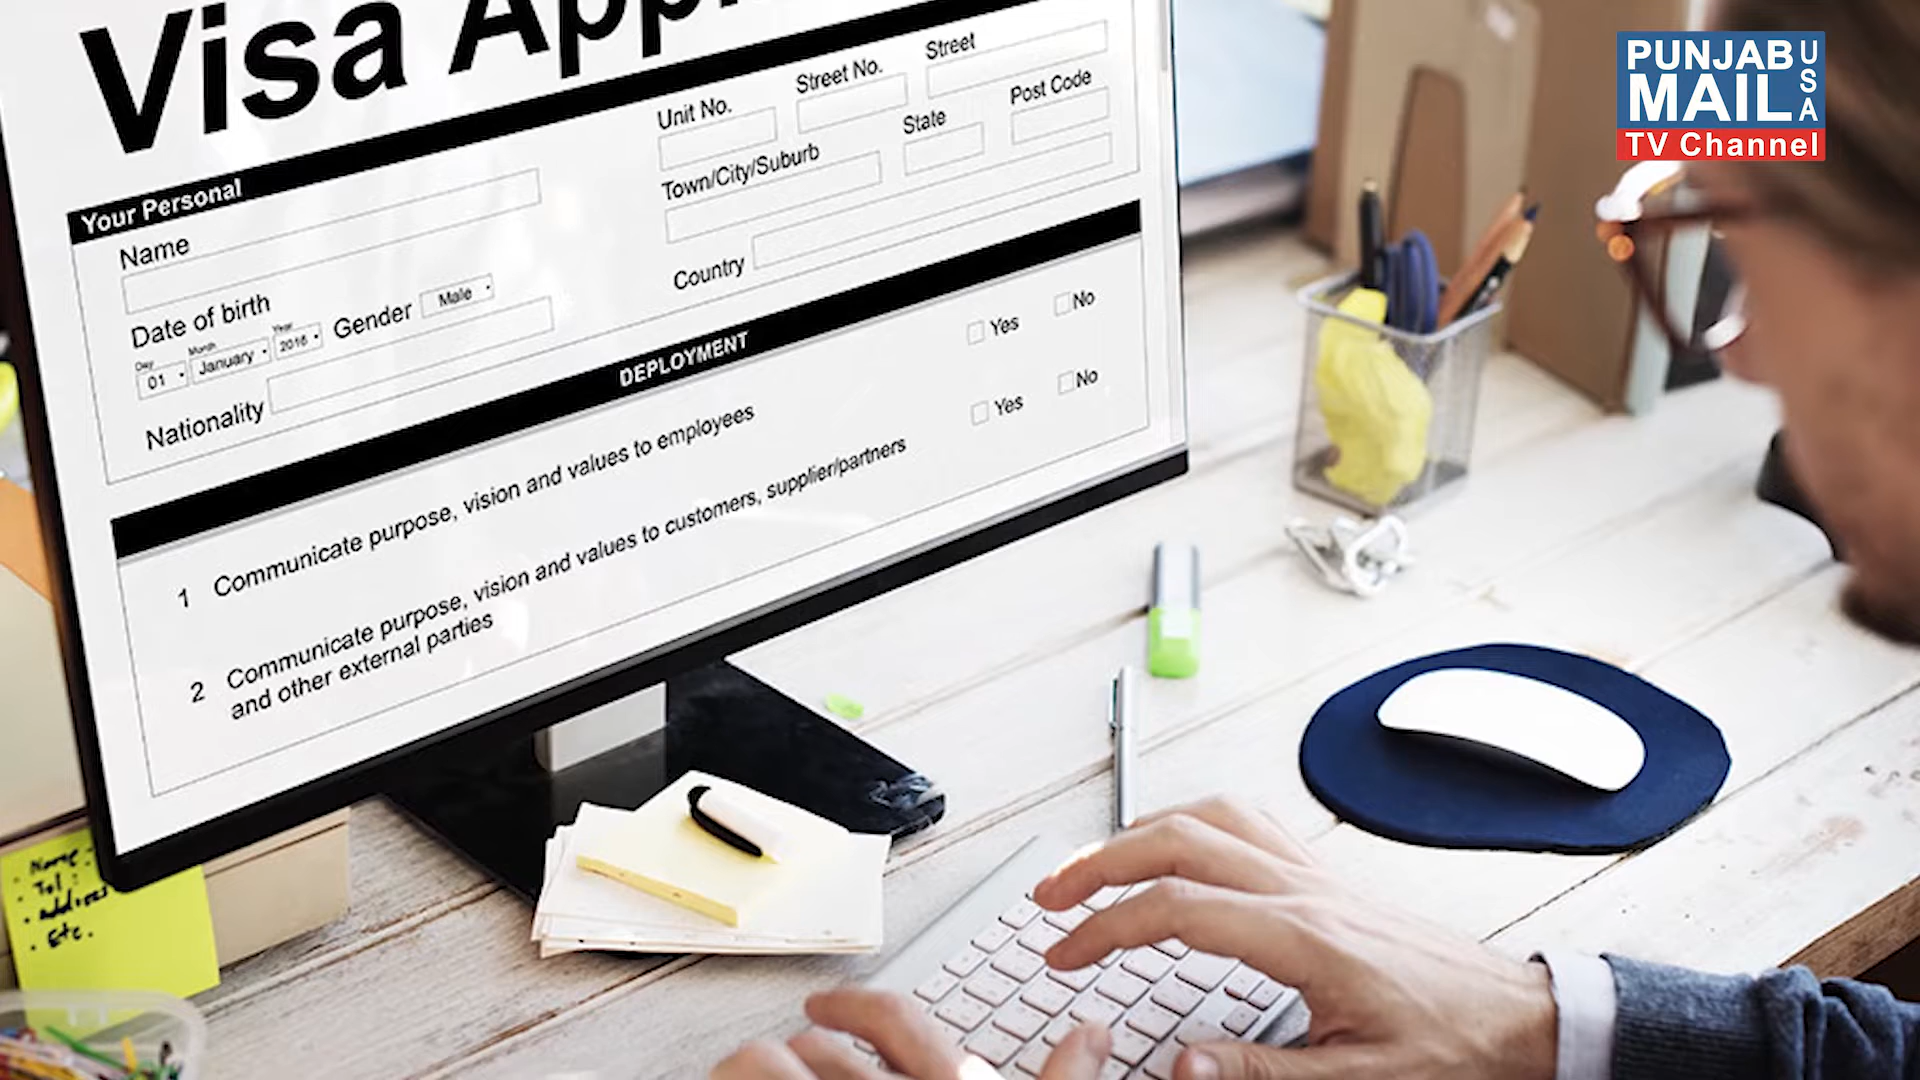 Visa App
Your Personal
Name
Date of birth
Day
01
Month
January
Year
2016
Gender
Male
Nationality
Unit No.
Street No.
Street
Town/City/Suburb
State
Post Code
Country
DEPLOYMENT
1 Communicate purpose, vision and values to employees
Yes No
2 Communicate purpose, vision and values to customers, supplier/partners
and other external parties
Yes No
Name
· Tel :
· Address
· Etc.
PUNJAB
MAIL
USA
TV Channel